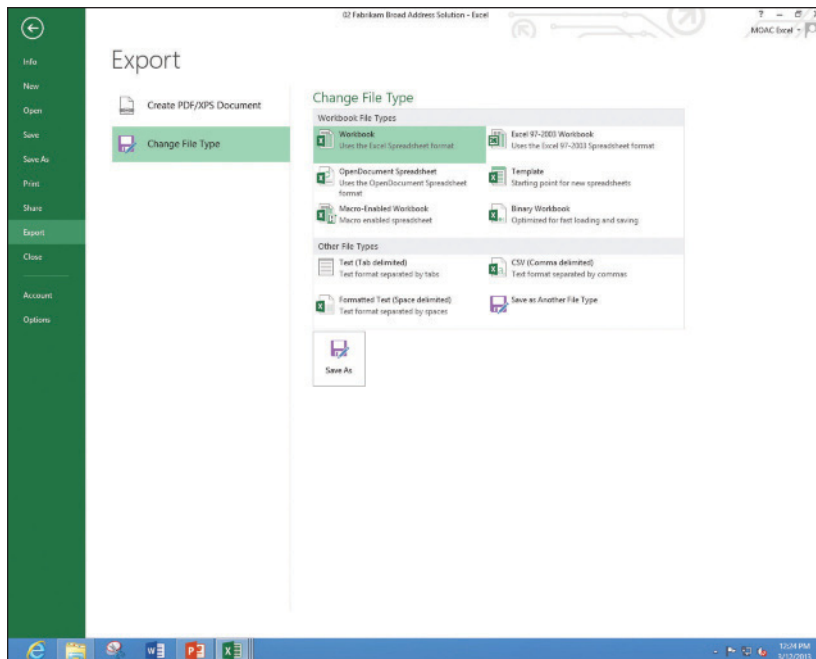 02 Fabrikam Broad Address Solution - Excel
MOAC Excel
Info
New
Open
Save
Save As
Print
Share
Export
Close
Account
Options
Export
Create PDF/XPS Document
Change File Type
Change File Type
Workbook File Types
Workbook
Uses the Excel Spreadsheet format
Excel 97-2003 Workbook
Uses the Excel 97-2003 Spreadsheet format
OpenDocument Spreadsheet
Uses the OpenDocument Spreadsheet
format
Template
Starting point for new spreadsheets
Macro-Enabled Workbook
Macro enabled spreadsheet
Binary Workbook
Optimized for fast loading and saving
Other File Types
Text (Tab delimited)
Text format separated by tabs
CSV (Comma delimited)
Text format separated by commas
Formatted Text (Space delimited)
Text format separated by spaces
Save as Another File Type
Save As
12:24 PM
3/12/2013